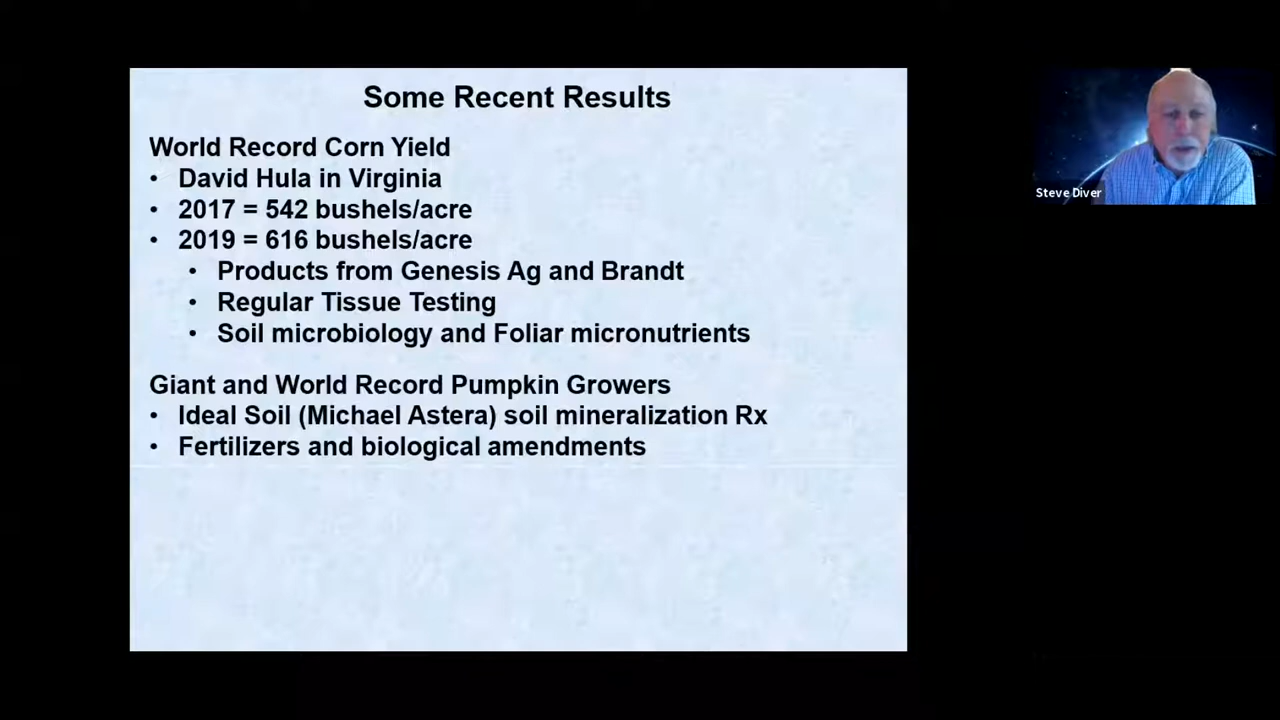 Some Recent Results
World Record Corn Yield
• David Hula in Virginia
• 2017 = 542 bushels/acre
• 2019 = 616 bushels/acre
• Products from Genesis Ag and Brandt
• Regular Tissue Testing
• Soil microbiology and Foliar micronutrients
Giant and World Record Pumpkin Growers
• Ideal Soil (Michael Astera) soil mineralization Rx
• Fertilizers and biological amendments
Steve Diver